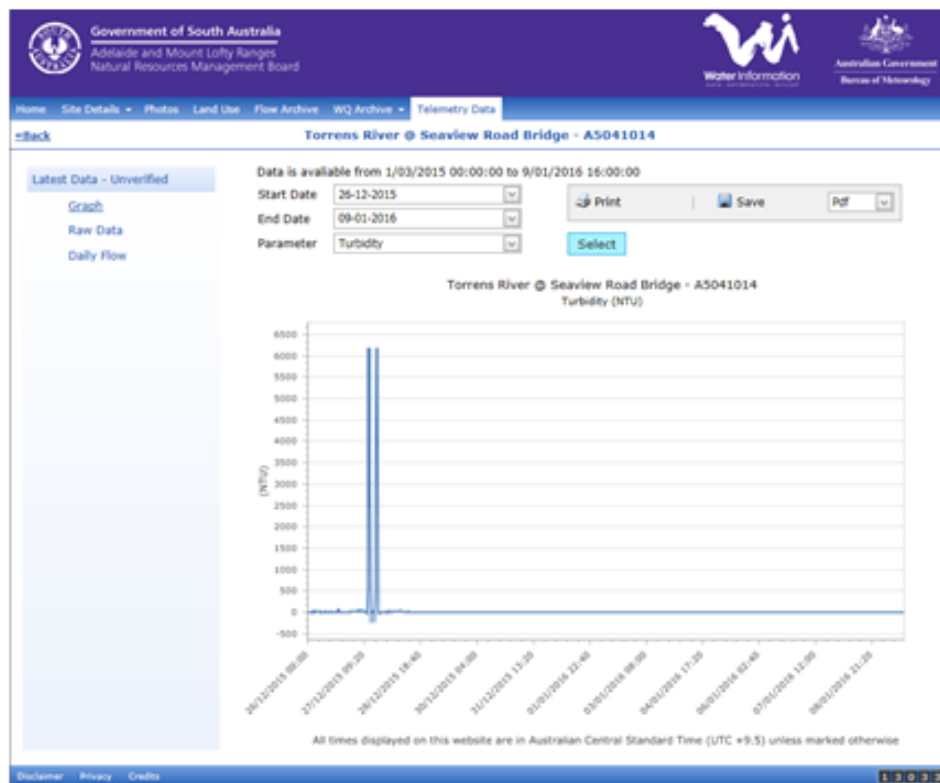 Government of South Australia
Adelaide and Mount Lofty Ranges
Natural Resources Management Board
Water Information
Australian Government
Bureau of Meteorology
Home Site Details Photos Land Use Flow Archive WQ Archive Telemetry Data
<Back
Torrens River @ Seaview Road Bridge - A5041014
Latest Data - Unverified
Graph
Raw Data
Daily Flow
Data is available from 1/03/2015 00:00:00 to 9/01/2016 16:00:00
Start Date 26-12-2015
End Date 09-01-2016
Parameter Turbidity
Print | Save Pdf
Select
Torrens River @ Seaview Road Bridge - A5041014
Turbidity (NTU)
6500
6000
5500
5000
4500
4000
3500
3000
2500
2000
1500
1000
500
0
-500
(NTU)
26/12/2015 00:00
27/12/2015 09:20
28/12/2015 18:40
30/12/2015 04:00
31/12/2015 13:20
01/01/2016 22:40
03/01/2016 08:00
04/01/2016 17:20
06/01/2016 02:40
07/01/2016 12:00
08/01/2016 21:20
All times displayed on this website are in Australian Central Standard Time (UTC +9.5) unless marked otherwise
Disclaimer Privacy Credits